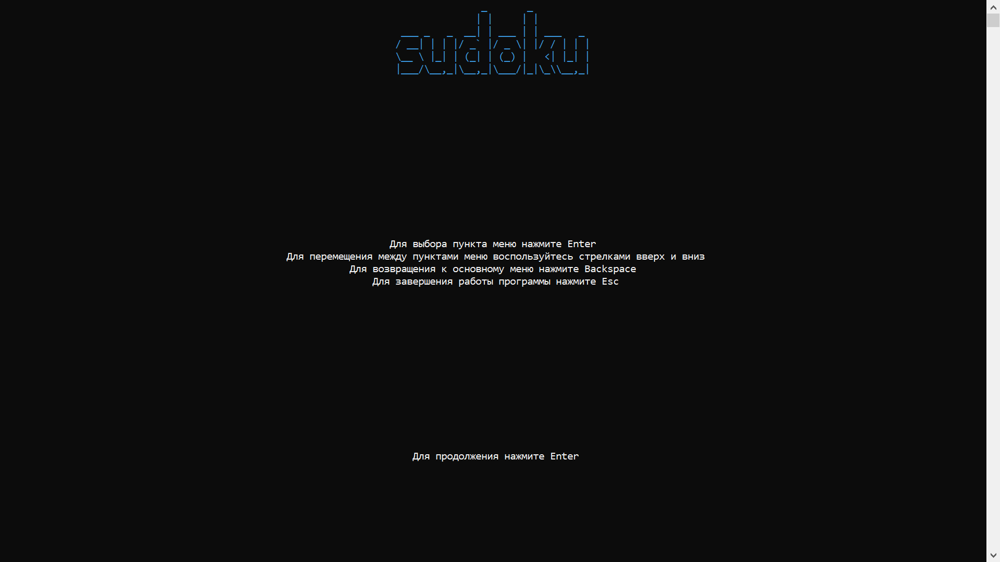 sudoku
Для выбора пункта меню нажмите Enter
Для перемещения между пунктами меню воспользуйтесь стрелками вверх и вниз
Для возвращения к основному меню нажмите Backspace
Для завершения работы программы нажмите Esc
Для продолжения нажмите Enter